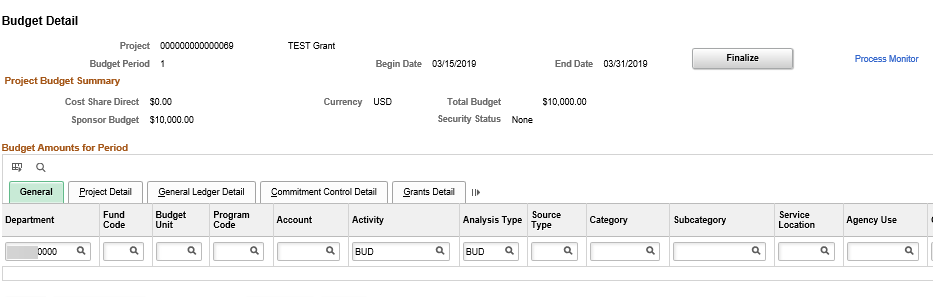 Budget Detail
Project 000000000000069 TEST Grant
Budget Period 1 Begin Date 03/15/2019 End Date 03/31/2019 Finalize Process Monitor
Project Budget Summary
Cost Share Direct $0.00 Currency USD Total Budget $10,000.00
Sponsor Budget $10,000.00 Security Status None
Budget Amounts for Period
General Project Detail General Ledger Detail Commitment Control Detail Grants Detail
Department Fund Code Budget Unit Program Code Account Activity Analysis Type Source Type Category Subcategory Service Location Agency Use
0000 BUD BUD